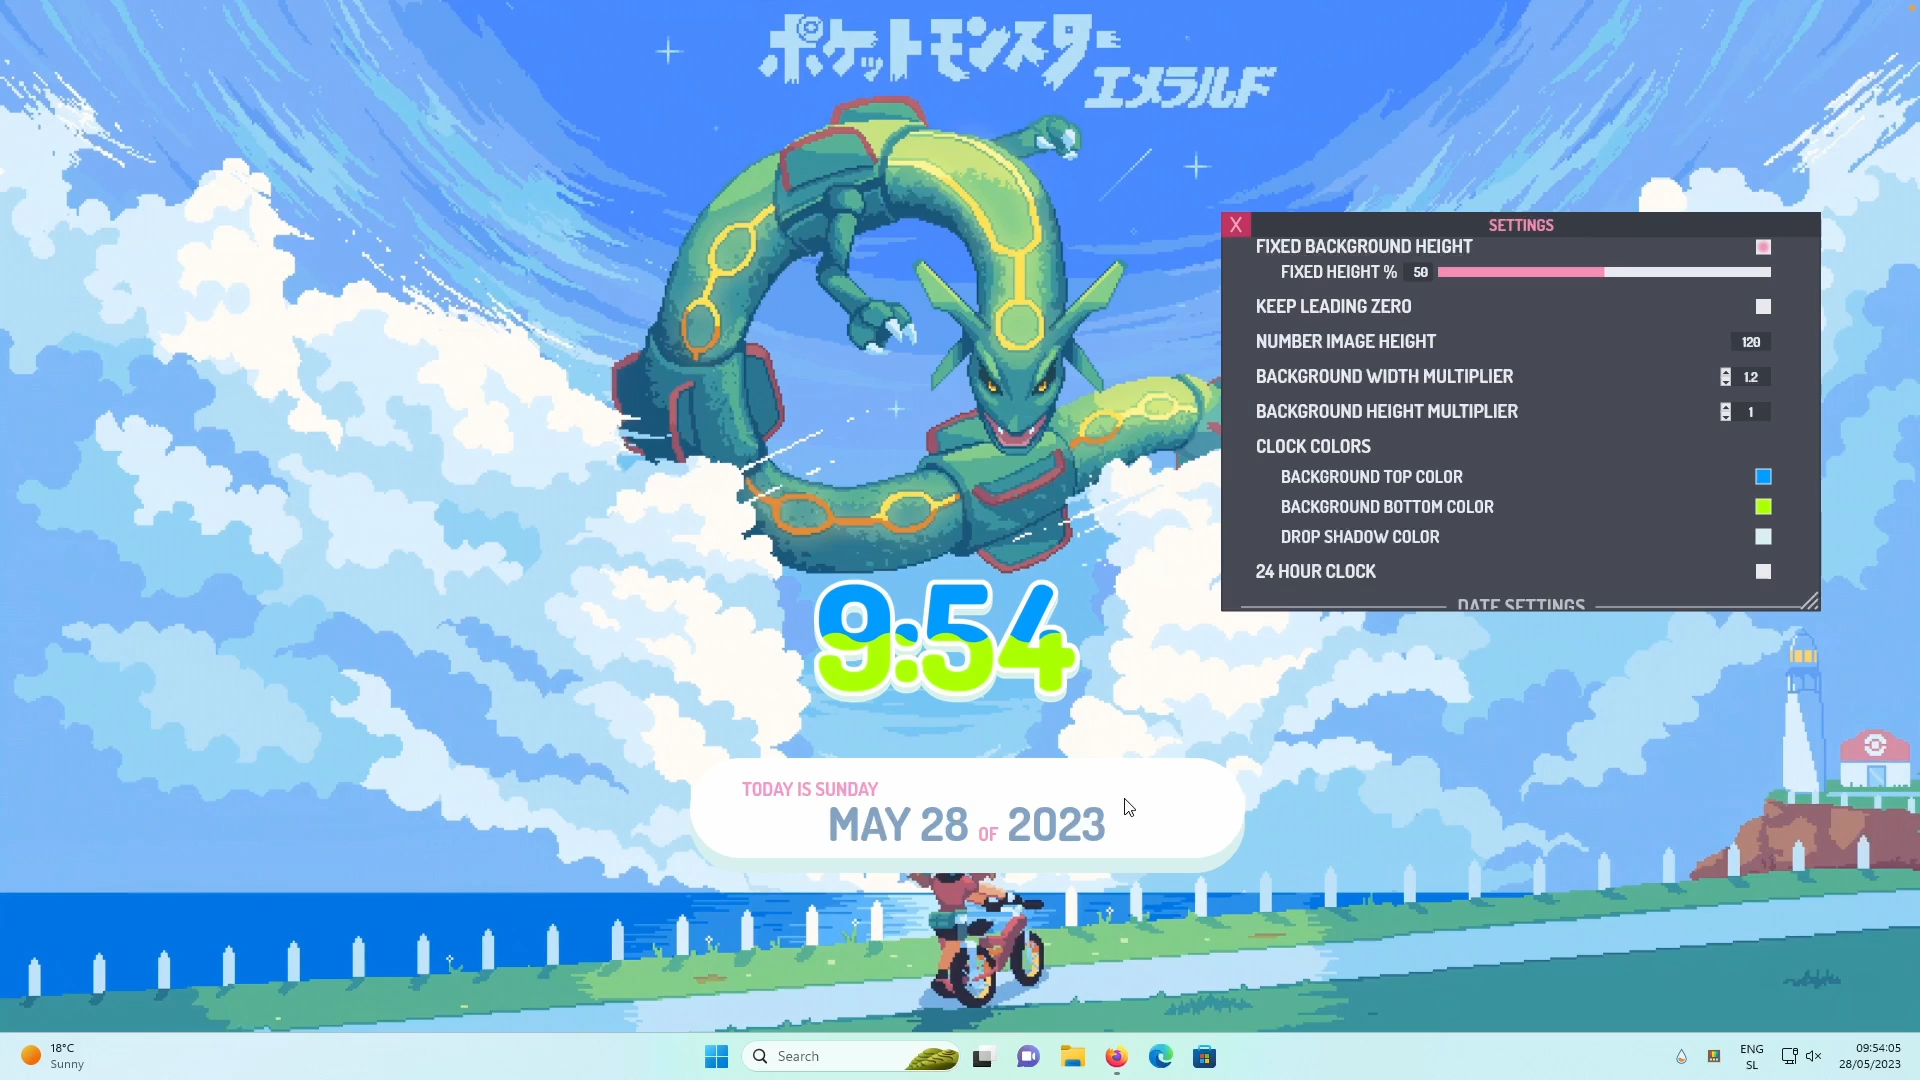 ポケットモンスター
エメラルド
SETTINGS
FIXED BACKGROUND HEIGHT
FIXED HEIGHT % 50
KEEP LEADING ZERO
NUMBER IMAGE HEIGHT 120
BACKGROUND WIDTH MULTIPLIER 1.2
BACKGROUND HEIGHT MULTIPLIER 1
CLOCK COLORS
BACKGROUND TOP COLOR
BACKGROUND BOTTOM COLOR
DROP SHADOW COLOR
24 HOUR CLOCK
DATE SETTINGS
9:54
TODAY IS SUNDAY
MAY 28 OF 2023
18°C
Sunny
Search
ENG
SL
09:54:05
28/05/2023